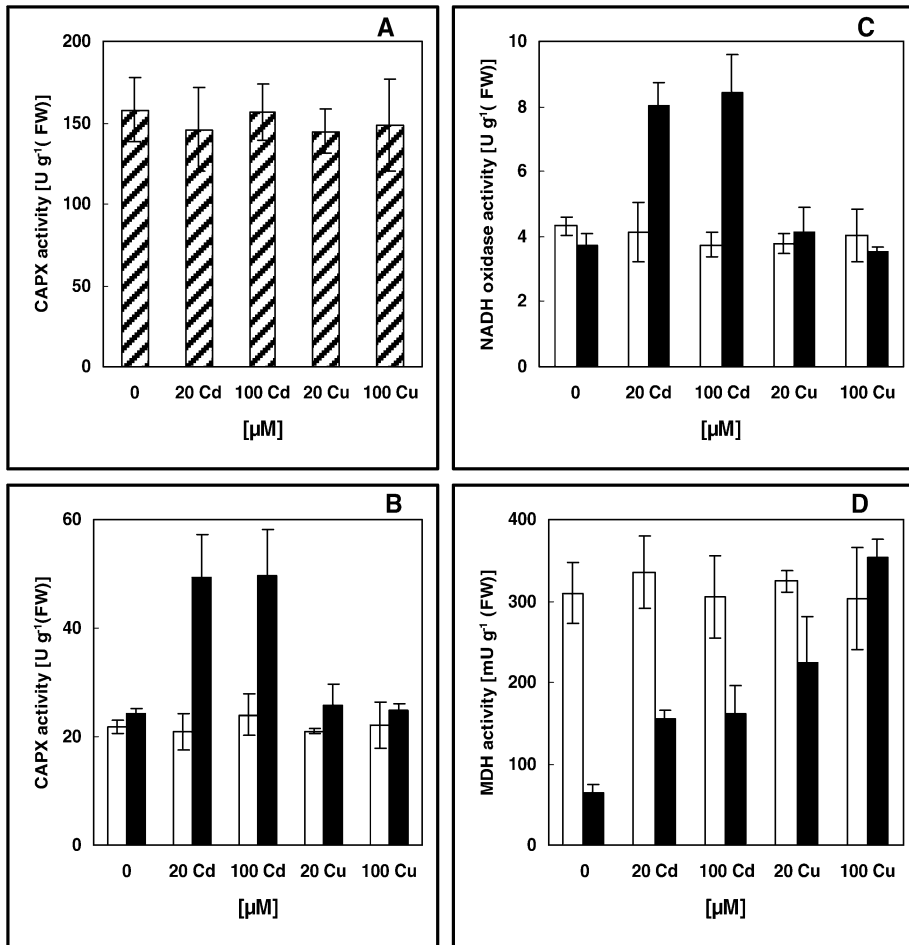 A
CAPX activity [U g⁻¹( FW)]
200
150
100
50
0
0 20 Cd 100 Cd 20 Cu 100 Cu
[µM]
C
NADH oxidase activity [U g⁻¹( FW)]
10
8
6
4
2
0
0 20 Cd 100 Cd 20 Cu 100 Cu
[µM]
B
CAPX activity [U g⁻¹(FW)]
60
40
20
0
0 20 Cd 100 Cd 20 Cu 100 Cu
[µM]
D
MDH activity [mU g⁻¹ (FW)]
400
300
200
100
0
0 20 Cd 100 Cd 20 Cu 100 Cu
[µM]